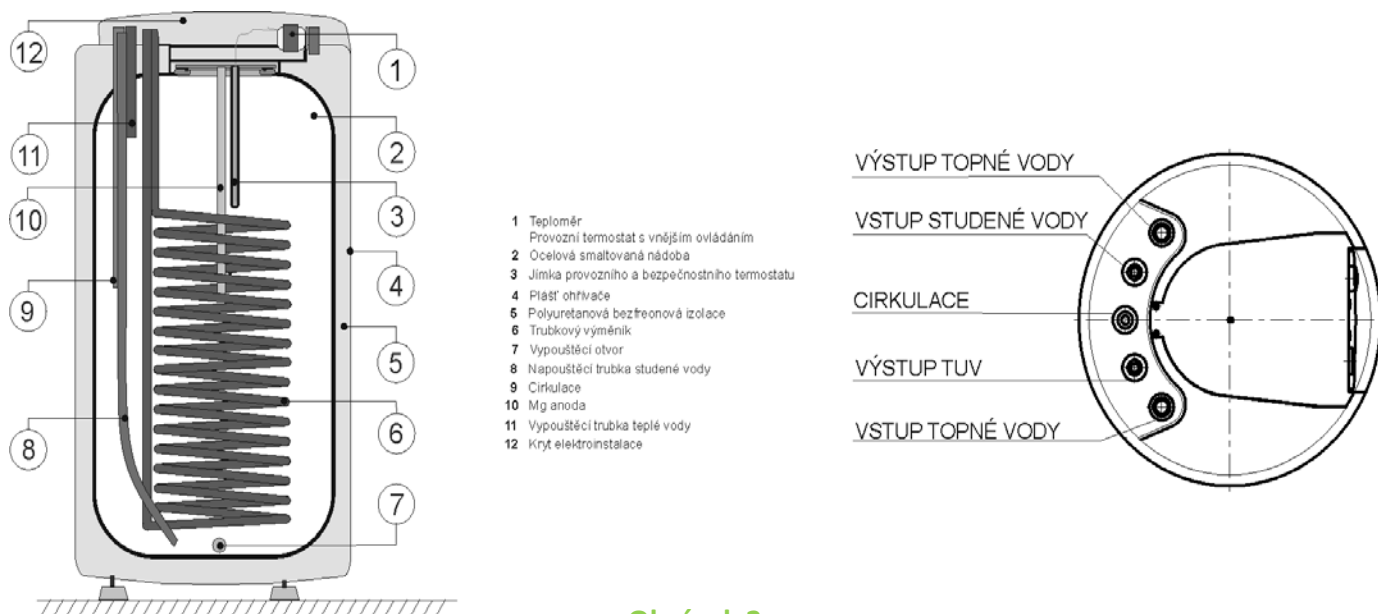 12
11
10
9
8
1
2
3
4
5
6
7
1 Teploměr
Provozní termostat s vnějším ovládáním
2 Ocelová smaltovaná nádoba
3 Jímka provozního a bezpečnostního termostatu
4 Plášť ohřívače
5 Polyuretanová bezfreonová izolace
6 Trubkový výměník
7 Vypouštěcí otvor
8 Napouštěcí trubka studené vody
9 Cirkulace
10 Mg anoda
11 Vypouštěcí trubka teplé vody
12 Kryt elektroinstalace
VÝSTUP TOPNÉ VODY
VSTUP STUDENÉ VODY
CIRKULACE
VÝSTUP TUV
VSTUP TOPNÉ VODY